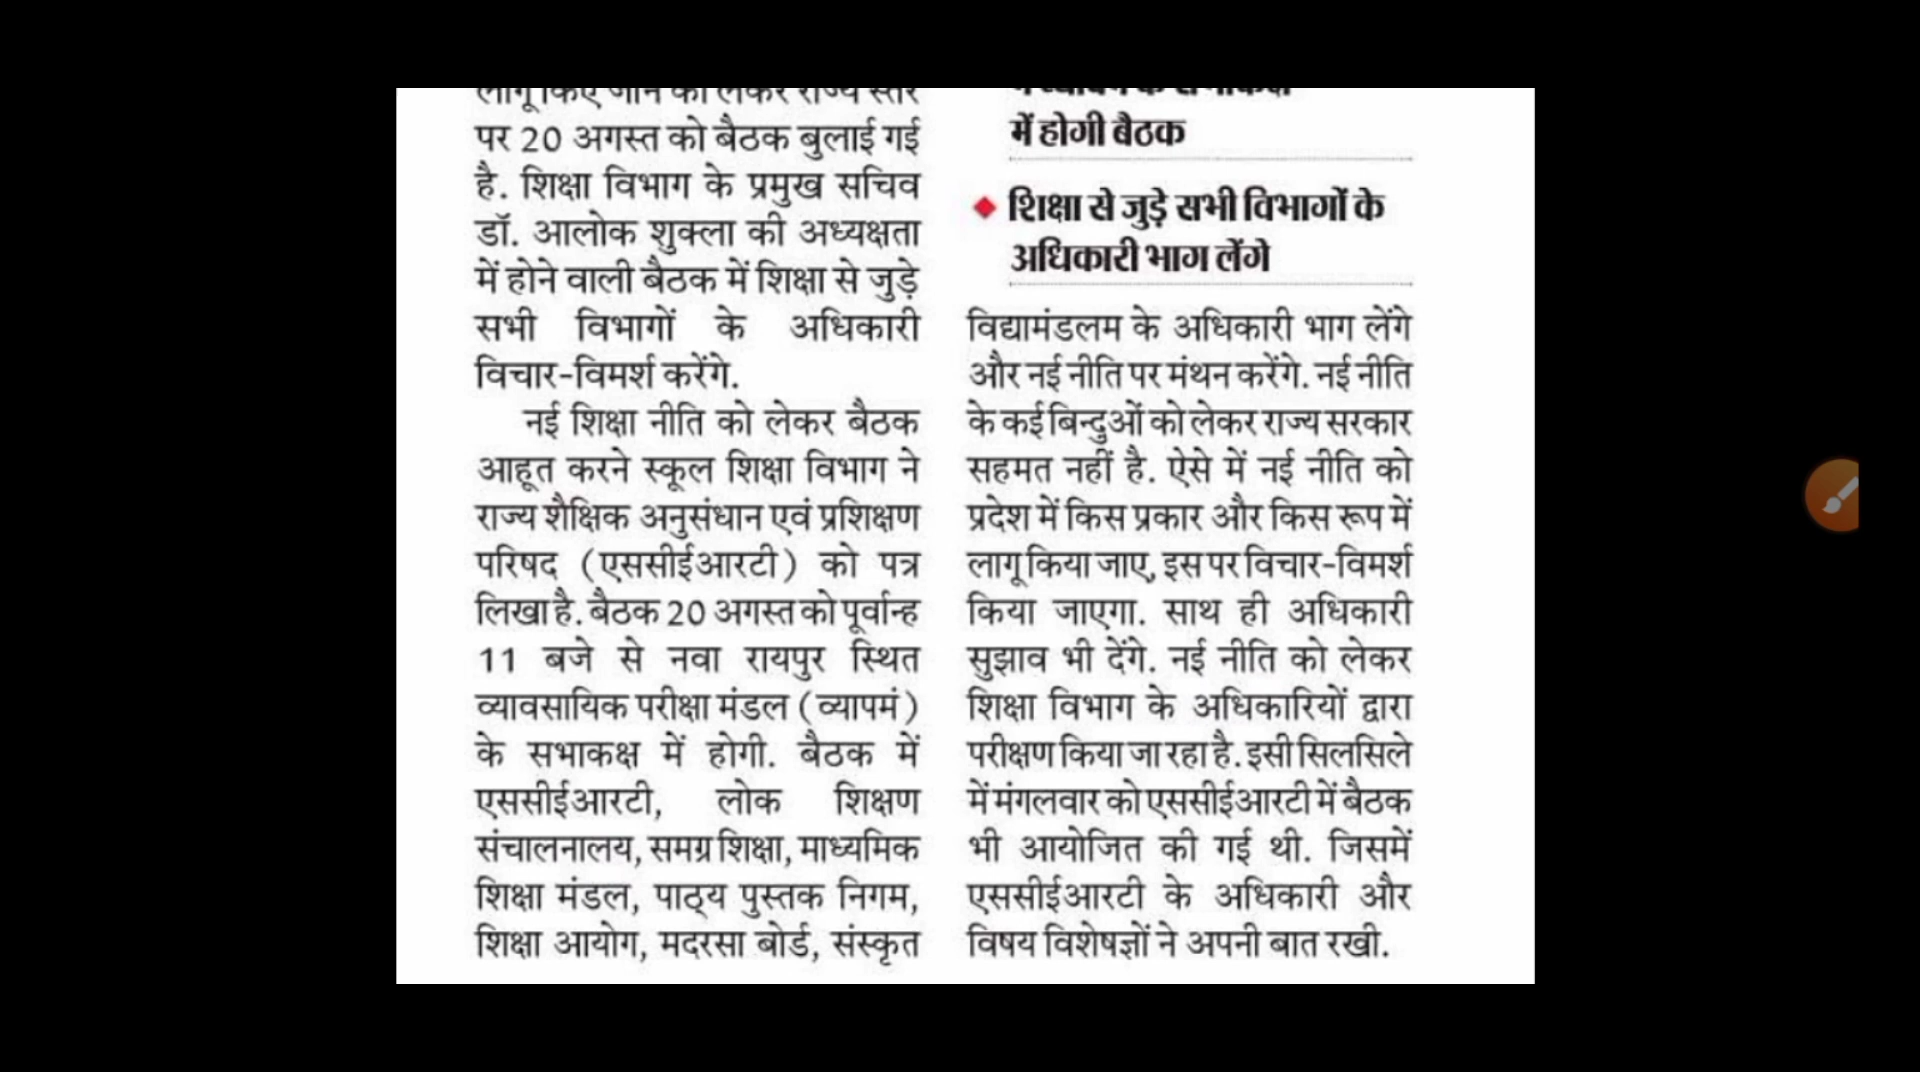 लागू किए जाने को लेकर राज्य स्तर
पर 20 अगस्त को बैठक बुलाई गई
है. शिक्षा विभाग के प्रमुख सचिव
डॉ. आलोक शुक्ला की अध्यक्षता
में होने वाली बैठक में शिक्षा से जुड़े
सभी विभागों के अधिकारी
विचार-विमर्श करेंगे.
नई शिक्षा नीति को लेकर बैठक
आहूत करने स्कूल शिक्षा विभाग ने
राज्य शैक्षिक अनुसंधान एवं प्रशिक्षण
परिषद (एससीईआरटी) को पत्र
लिखा है. बैठक 20 अगस्त को पूर्वान्ह
11 बजे से नवा रायपुर स्थित
व्यावसायिक परीक्षा मंडल (व्यापमं)
के सभाकक्ष में होगी. बैठक में
एससीईआरटी, लोक शिक्षण
संचालनालय, समग्र शिक्षा, माध्यमिक
शिक्षा मंडल, पाठ्य पुस्तक निगम,
शिक्षा आयोग, मदरसा बोर्ड, संस्कृत
में होगी बैठक
शिक्षा से जुड़े सभी विभागों के
अधिकारी भाग लेंगे
विद्यामंडलम के अधिकारी भाग लेंगे
और नई नीति पर मंथन करेंगे. नई नीति
के कई बिन्दुओं को लेकर राज्य सरकार
सहमत नहीं है. ऐसे में नई नीति को
प्रदेश में किस प्रकार और किस रूप में
लागू किया जाए, इस पर विचार-विमर्श
किया जाएगा. साथ ही अधिकारी
सुझाव भी देंगे. नई नीति को लेकर
शिक्षा विभाग के अधिकारियों द्वारा
परीक्षण किया जा रहा है. इसी सिलसिले
में मंगलवार को एससीईआरटी में बैठक
भी आयोजित की गई थी. जिसमें
एससीईआरटी के अधिकारी और
विषय विशेषज्ञों ने अपनी बात रखी.